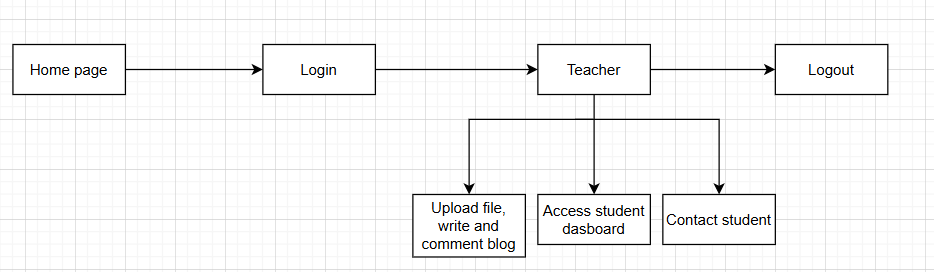 Home page
Login
Teacher
Logout
Upload file,
write and
comment blog
Access student
dasboard
Contact student